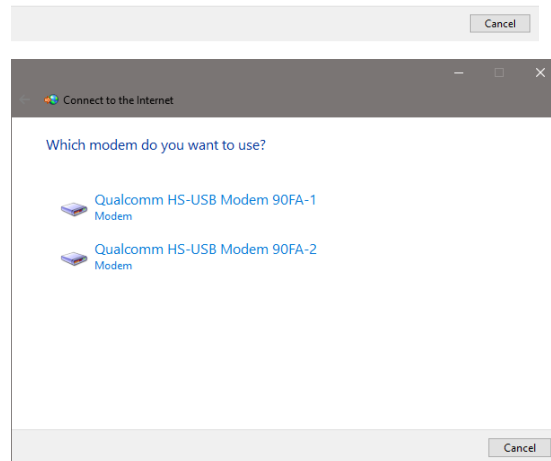 Cancel
Connect to the Internet
Which modem do you want to use?
Qualcomm HS-USB Modem 90FA-1
Modem
Qualcomm HS-USB Modem 90FA-2
Modem
Cancel